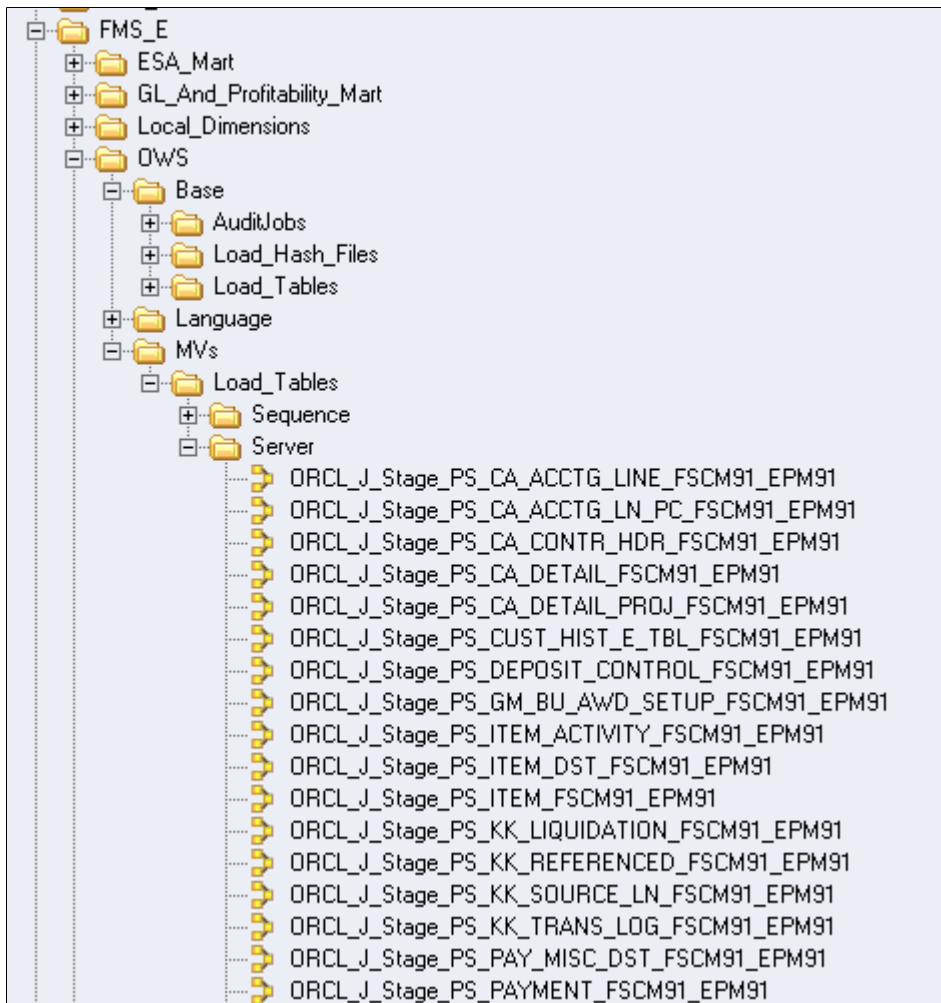 FMS_E
ESA_Mart
GL_And_Profitability_Mart
Local_Dimensions
OWS
Base
AuditJobs
Load_Hash_Files
Load_Tables
Language
MVs
Load_Tables
Sequence
Server
ORCL_J_Stage_PS_CA_ACCTG_LINE_FSCM91_EPM91
ORCL_J_Stage_PS_CA_ACCTG_LN_PC_FSCM91_EPM91
ORCL_J_Stage_PS_CA_CONTR_HDR_FSCM91_EPM91
ORCL_J_Stage_PS_CA_DETAIL_FSCM91_EPM91
ORCL_J_Stage_PS_CA_DETAIL_PROJ_FSCM91_EPM91
ORCL_J_Stage_PS_CUST_HIST_E_TBL_FSCM91_EPM91
ORCL_J_Stage_PS_DEPOSIT_CONTROL_FSCM91_EPM91
ORCL_J_Stage_PS_GM_BU_AWD_SETUP_FSCM91_EPM91
ORCL_J_Stage_PS_ITEM_ACTIVITY_FSCM91_EPM91
ORCL_J_Stage_PS_ITEM_DST_FSCM91_EPM91
ORCL_J_Stage_PS_ITEM_FSCM91_EPM91
ORCL_J_Stage_PS_KK_LIQUIDATION_FSCM91_EPM91
ORCL_J_Stage_PS_KK_REFERENCED_FSCM91_EPM91
ORCL_J_Stage_PS_KK_SOURCE_LN_FSCM91_EPM91
ORCL_J_Stage_PS_KK_TRANS_LOG_FSCM91_EPM91
ORCL_J_Stage_PS_PAY_MISC_DST_FSCM91_EPM91
ORCL_J_Stage_PS_PAYMENT_FSCM91_EPM91